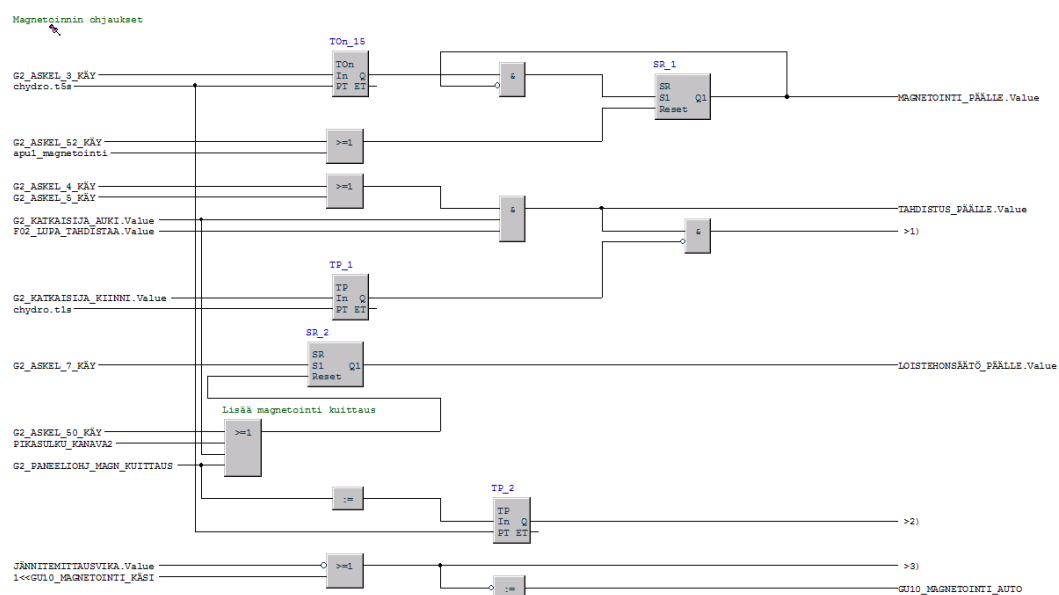 Magnetoinnin ohjaukset
TOn_15
TOn
In Q
PT ET
G2_ASKEL_3_KÄY
chydro.t5s
&
SR_1
SR
S1 Q1
Reset
MAGNETOINTI_PÄÄLLE.Value
G2_ASKEL_52_KÄY
apu1_magnetointi
>=1
G2_ASKEL_4_KÄY
G2_ASKEL_5_KÄY
>=1
G2_KATKAISIJA_AUKI.Value
F02_LUPA_TAHDISTAA.Value
&
TAHDISTUS_PÄÄLLE.Value
&
>1)
TP_1
TP
In Q
PT ET
G2_KATKAISIJA_KIINNI.Value
chydro.t1s
SR_2
SR
S1 Q1
Reset
G2_ASKEL_7_KÄY
LOISTEHONSÄÄTÖ_PÄÄLLE.Value
Lisää magnetointi kuittaus
G2_ASKEL_50_KÄY
PIKASULKU_KANAVA2
>=1
G2_PANEELIOHJ_MAGN_KUITTAUS
:=
TP_2
TP
In Q
PT ET
>2)
JÄNNITEMITTAUSVIKA.Value
1<<GU10_MAGNETOINTI_KÄSI
>=1
>3)
:=
GU10_MAGNETOINTI_AUTO